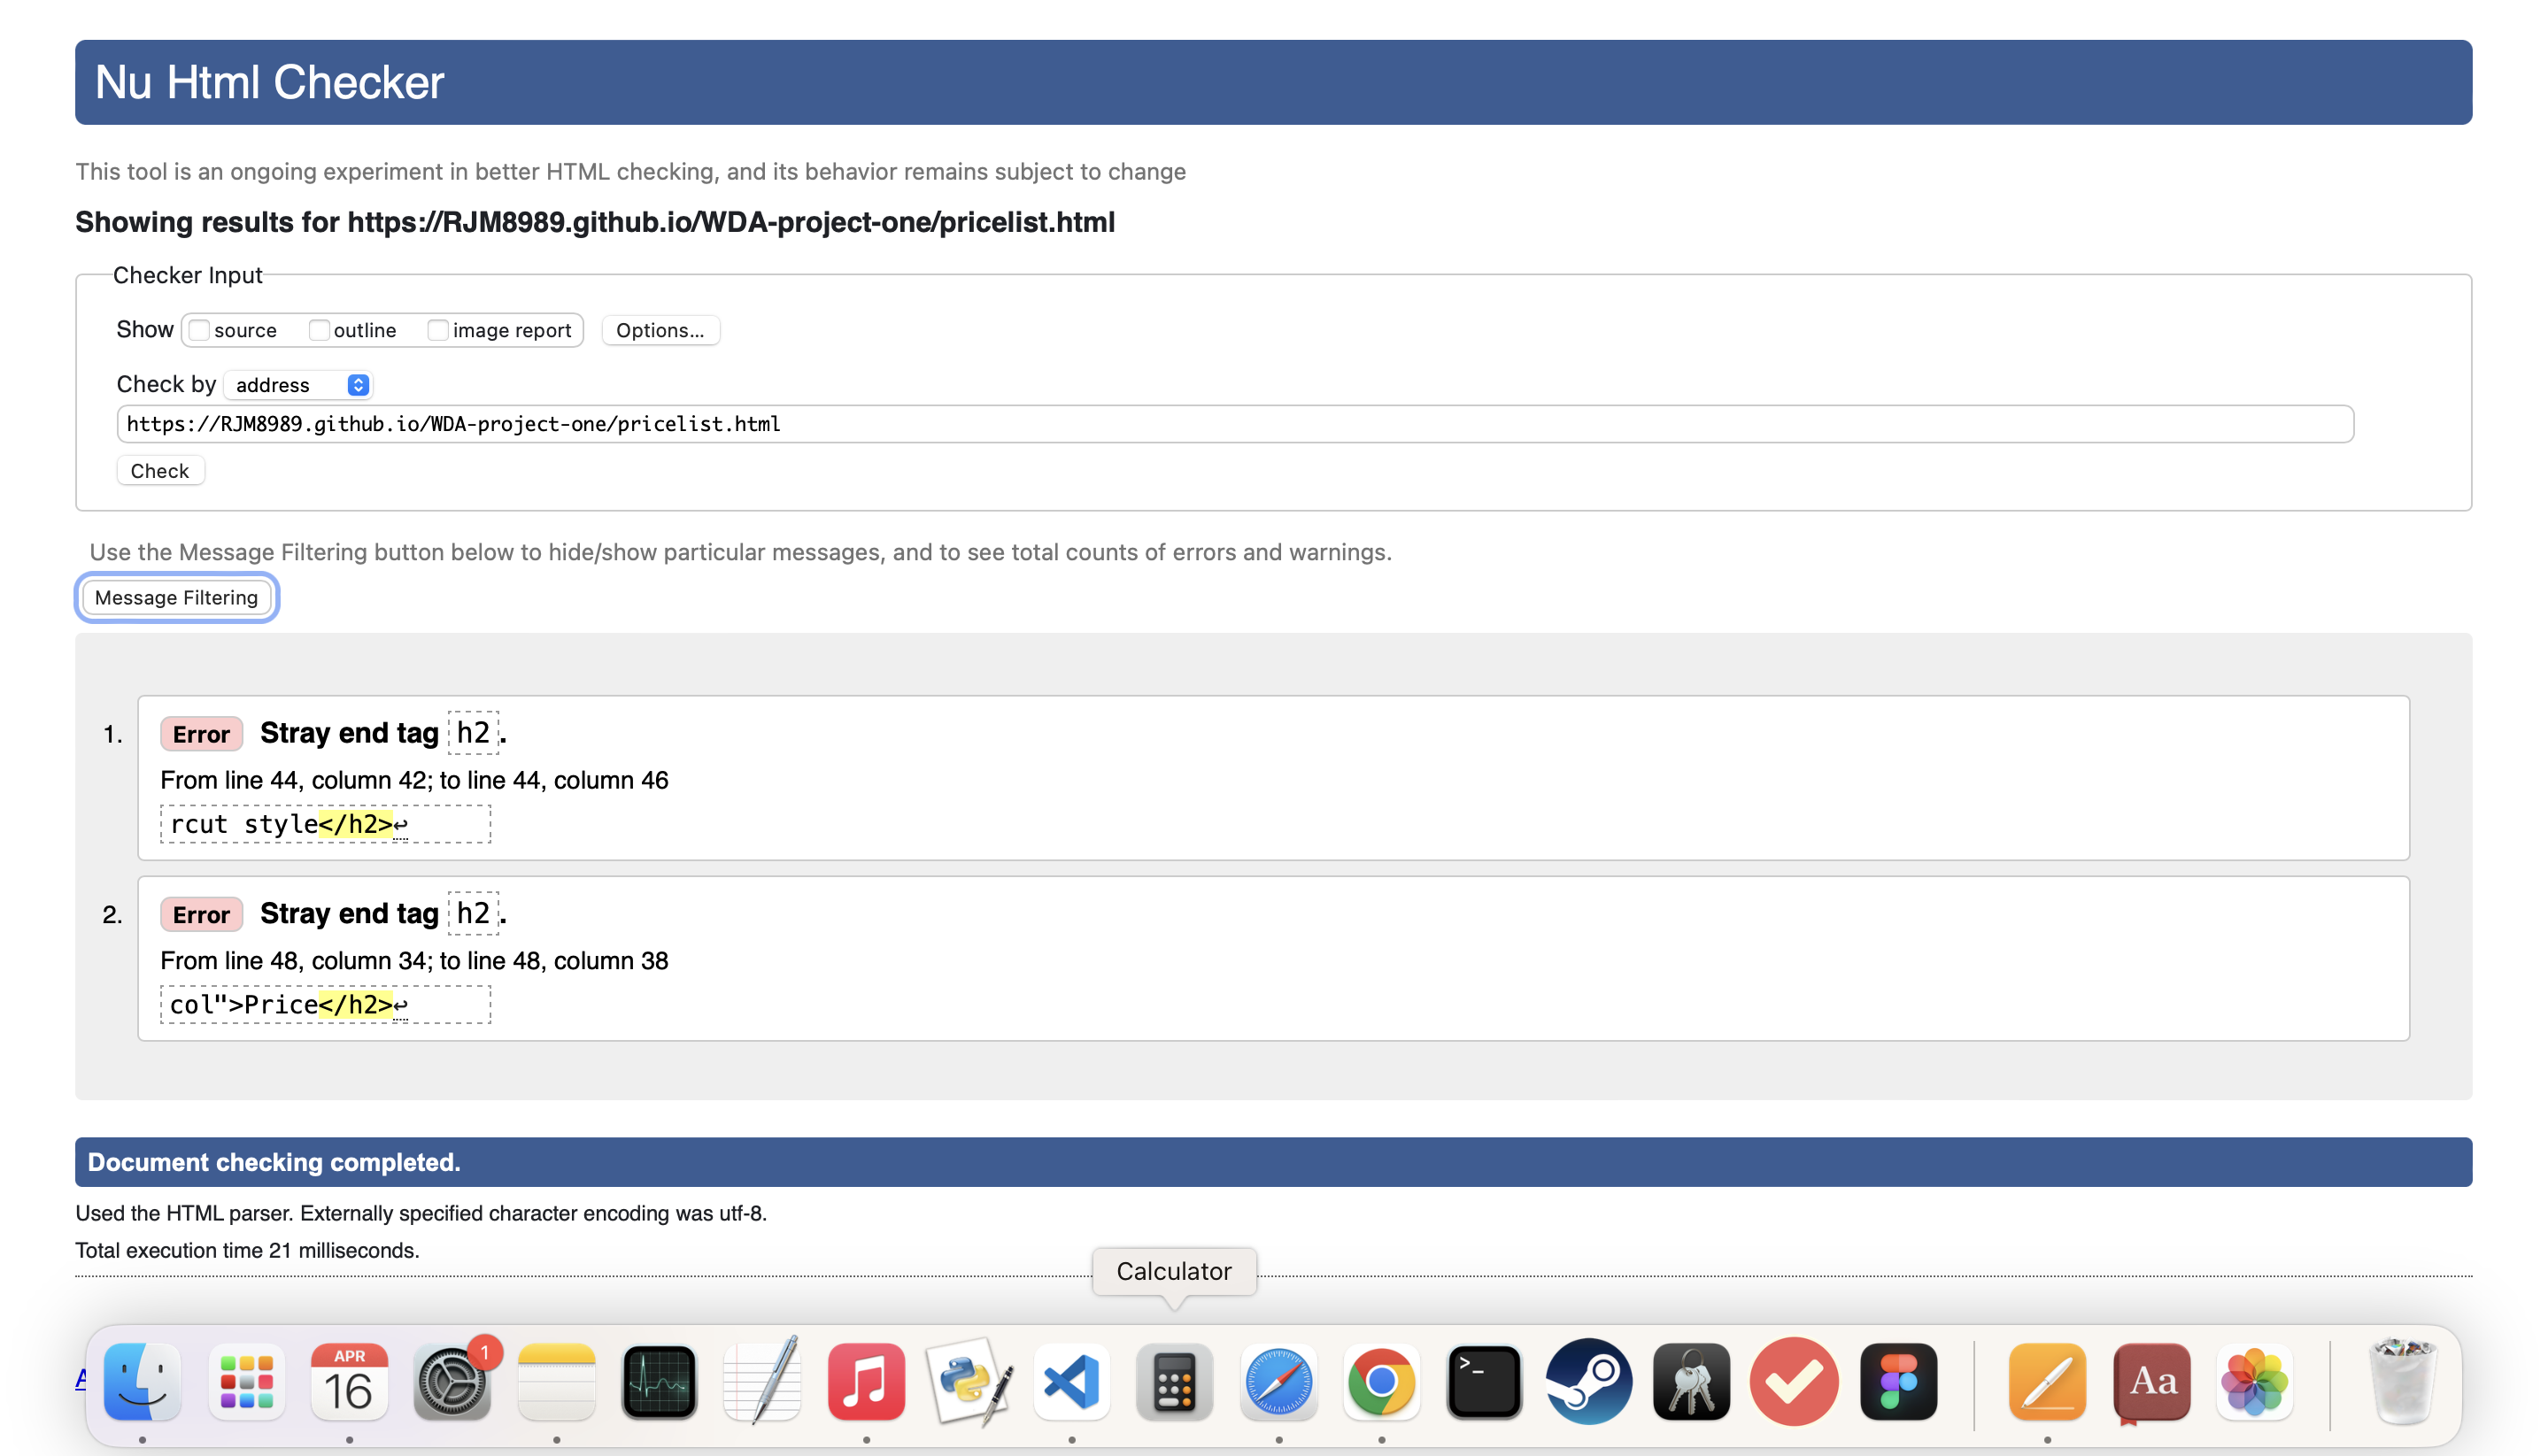 Nu Html Checker
This tool is an ongoing experiment in better HTML checking, and its behavior remains subject to change
Showing results for https://RJM8989.github.io/WDA-project-one/pricelist.html
Checker Input
Show source outline image report Options...
Check by address
https://RJM8989.github.io/WDA-project-one/pricelist.html
Check
Use the Message Filtering button below to hide/show particular messages, and to see total counts of errors and warnings.
Message Filtering
1. Error Stray end tag h2.
From line 44, column 42; to line 44, column 46
rcut style</h2>↩
2. Error Stray end tag h2.
From line 48, column 34; to line 48, column 38
col">Price</h2>↩
Document checking completed.
Used the HTML parser. Externally specified character encoding was utf-8.
Total execution time 21 milliseconds.
Calculator
APR
16
1
>_
Aa